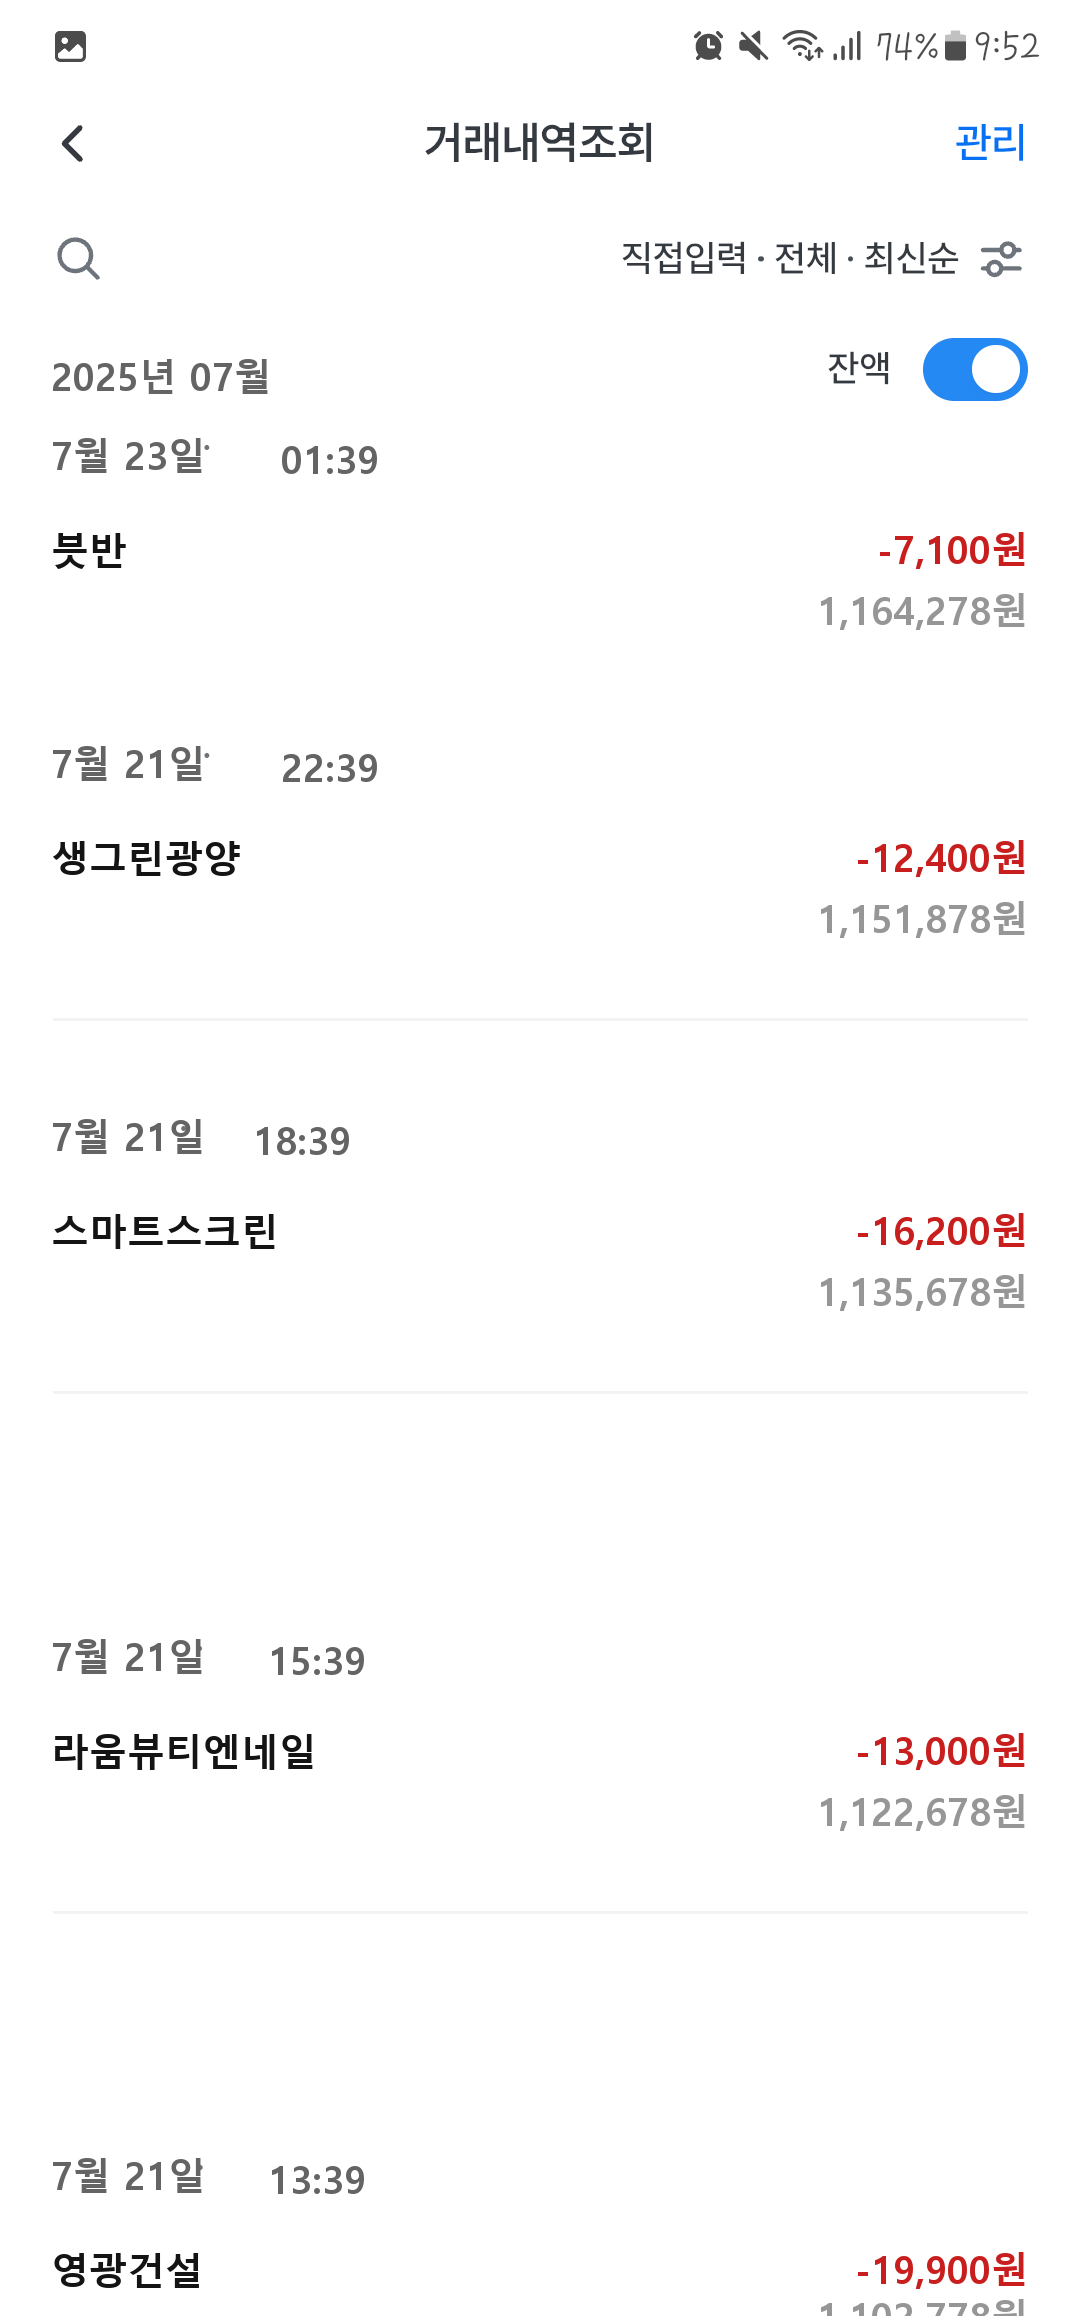 74% 9:52
거래내역조회 관리
직접입력 · 전체 · 최신순
2025년 07월 잔액
7월 23일· 01:39
붓반 -7,100원
1,164,278원
7월 21일· 22:39
생그린광양 -12,400원
1,151,878원
7월 21일 18:39
스마트스크린 -16,200원
1,135,678원
7월 21일 15:39
라움뷰티엔네일 -13,000원
1,122,678원
7월 21일 13:39
영광건설 -19,900원
1,102,778원